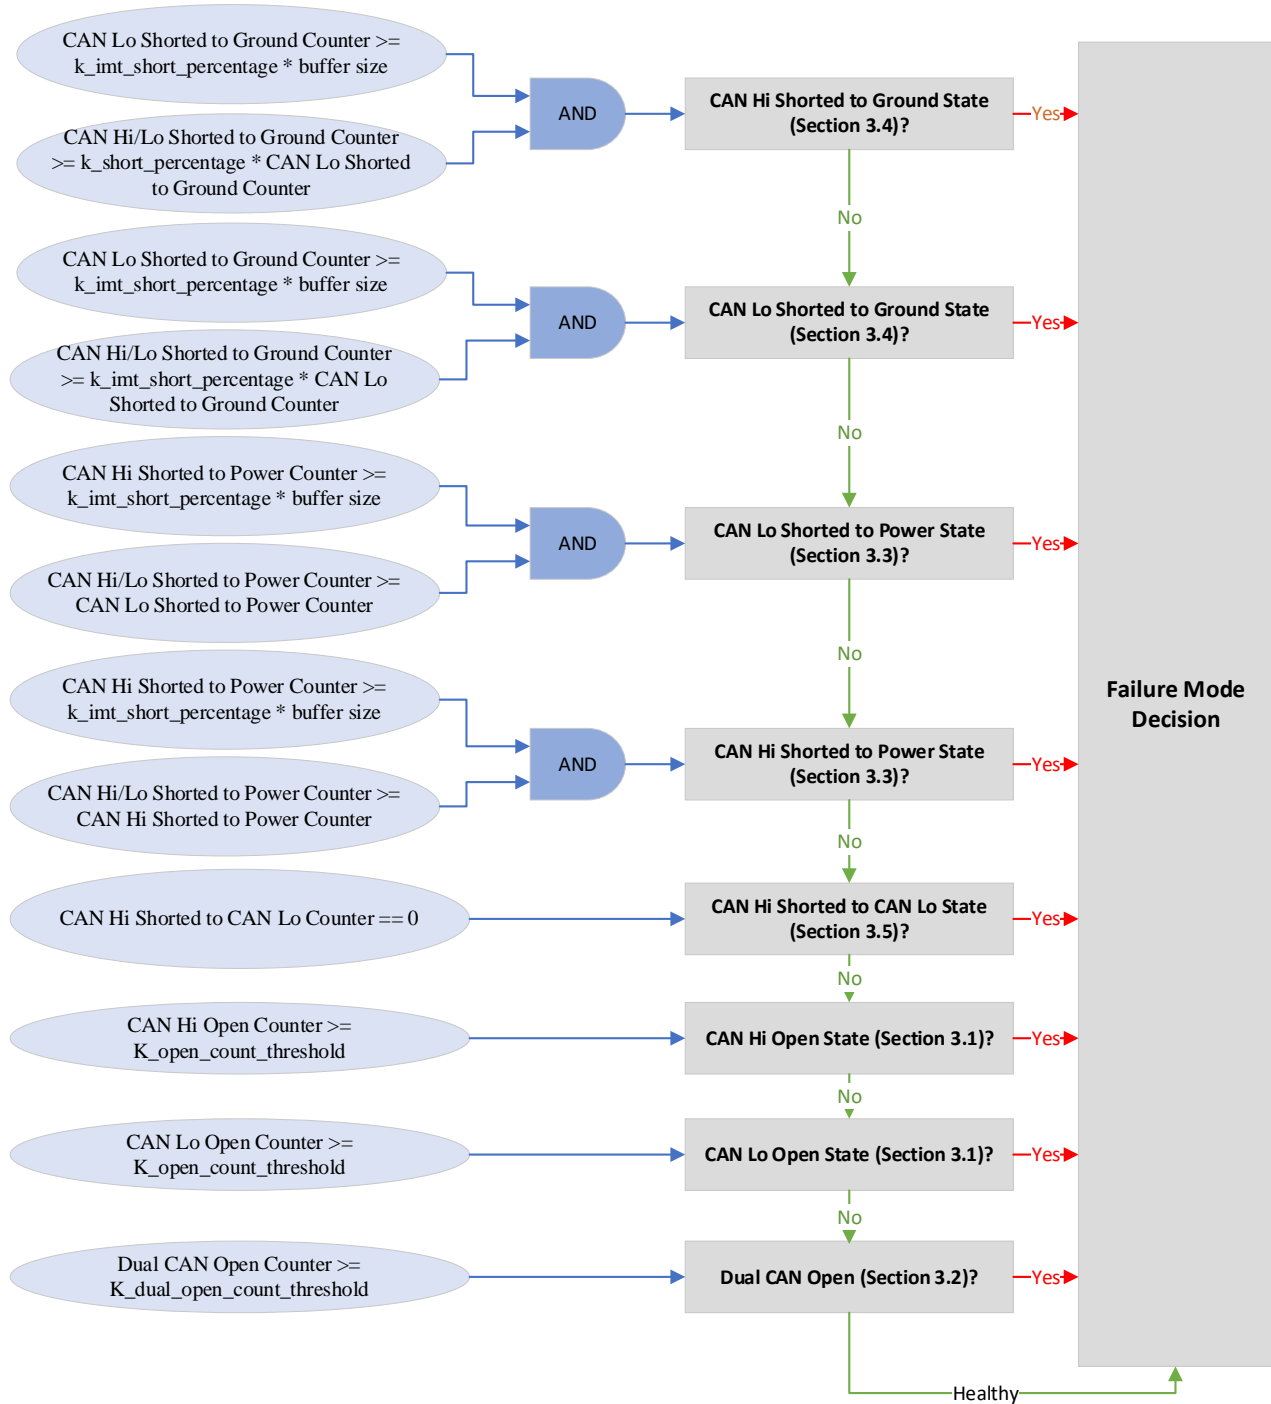 CAN Lo Shorted to Ground Counter >=
k_imt_short_percentage * buffer size
AND
CAN Hi Shorted to Ground State
(Section 3.4)?
Yes
CAN Hi/Lo Shorted to Ground Counter
>= k_short_percentage * CAN Lo Shorted
to Ground Counter
No
CAN Lo Shorted to Ground Counter >=
k_imt_short_percentage * buffer size
AND
CAN Lo Shorted to Ground State
(Section 3.4)?
Yes
CAN Hi/Lo Shorted to Ground Counter
>= k_imt_short_percentage * CAN Lo
Shorted to Ground Counter
No
CAN Hi Shorted to Power Counter >=
k_imt_short_percentage * buffer size
AND
CAN Lo Shorted to Power State
(Section 3.3)?
Yes
CAN Hi/Lo Shorted to Power Counter >=
CAN Lo Shorted to Power Counter
No
CAN Hi Shorted to Power Counter >=
k_imt_short_percentage * buffer size
Failure Mode
Decision
AND
CAN Hi Shorted to Power State
(Section 3.3)?
Yes
CAN Hi/Lo Shorted to Power Counter >=
CAN Hi Shorted to Power Counter
No
CAN Hi Shorted to CAN Lo Counter == 0
CAN Hi Shorted to CAN Lo State
(Section 3.5)?
Yes
No
CAN Hi Open Counter >=
K_open_count_threshold
CAN Hi Open State (Section 3.1)?
Yes
No
CAN Lo Open Counter >=
K_open_count_threshold
CAN Lo Open State (Section 3.1)?
Yes
No
Dual CAN Open Counter >=
K_dual_open_count_threshold
Dual CAN Open (Section 3.2)?
Yes
Healthy